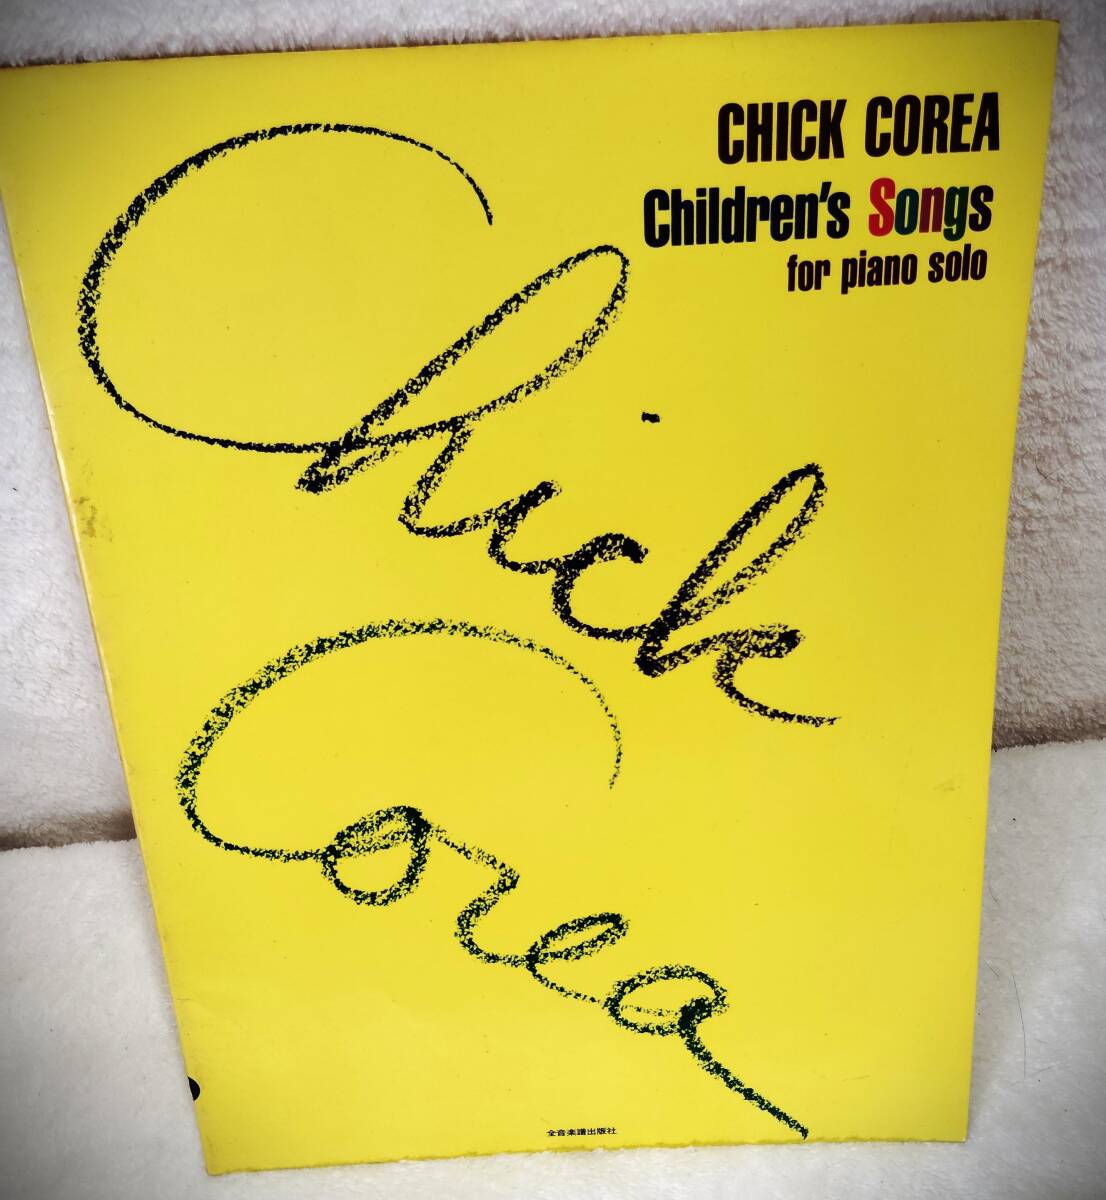 CHICK COREA
Children's Songs
for piano solo
Chick
Corea
全音楽譜出版社